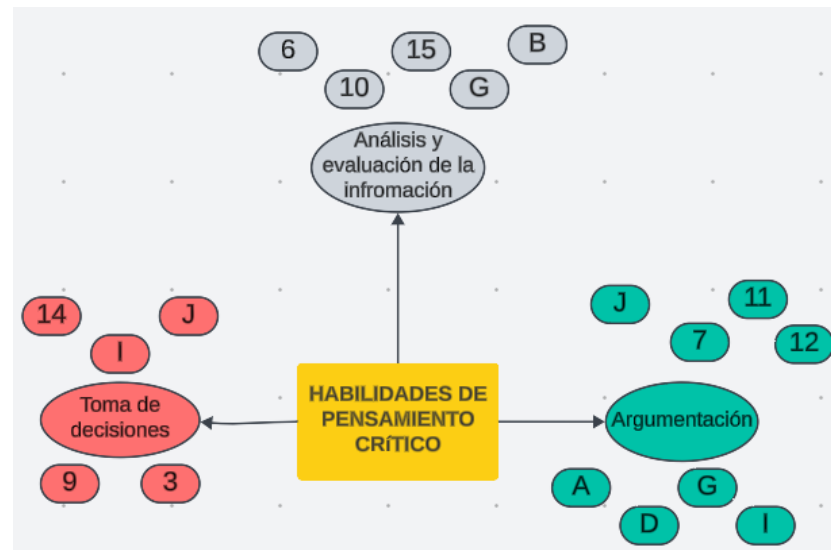 6
15
B
10
G
Análisis y
evaluación de la
infromación
14
J
I
Toma de
decisiones
9
3
HABILIDADES DE
PENSAMIENTO
CRíTICO
J
11
7
12
Argumentación
A
G
D
I